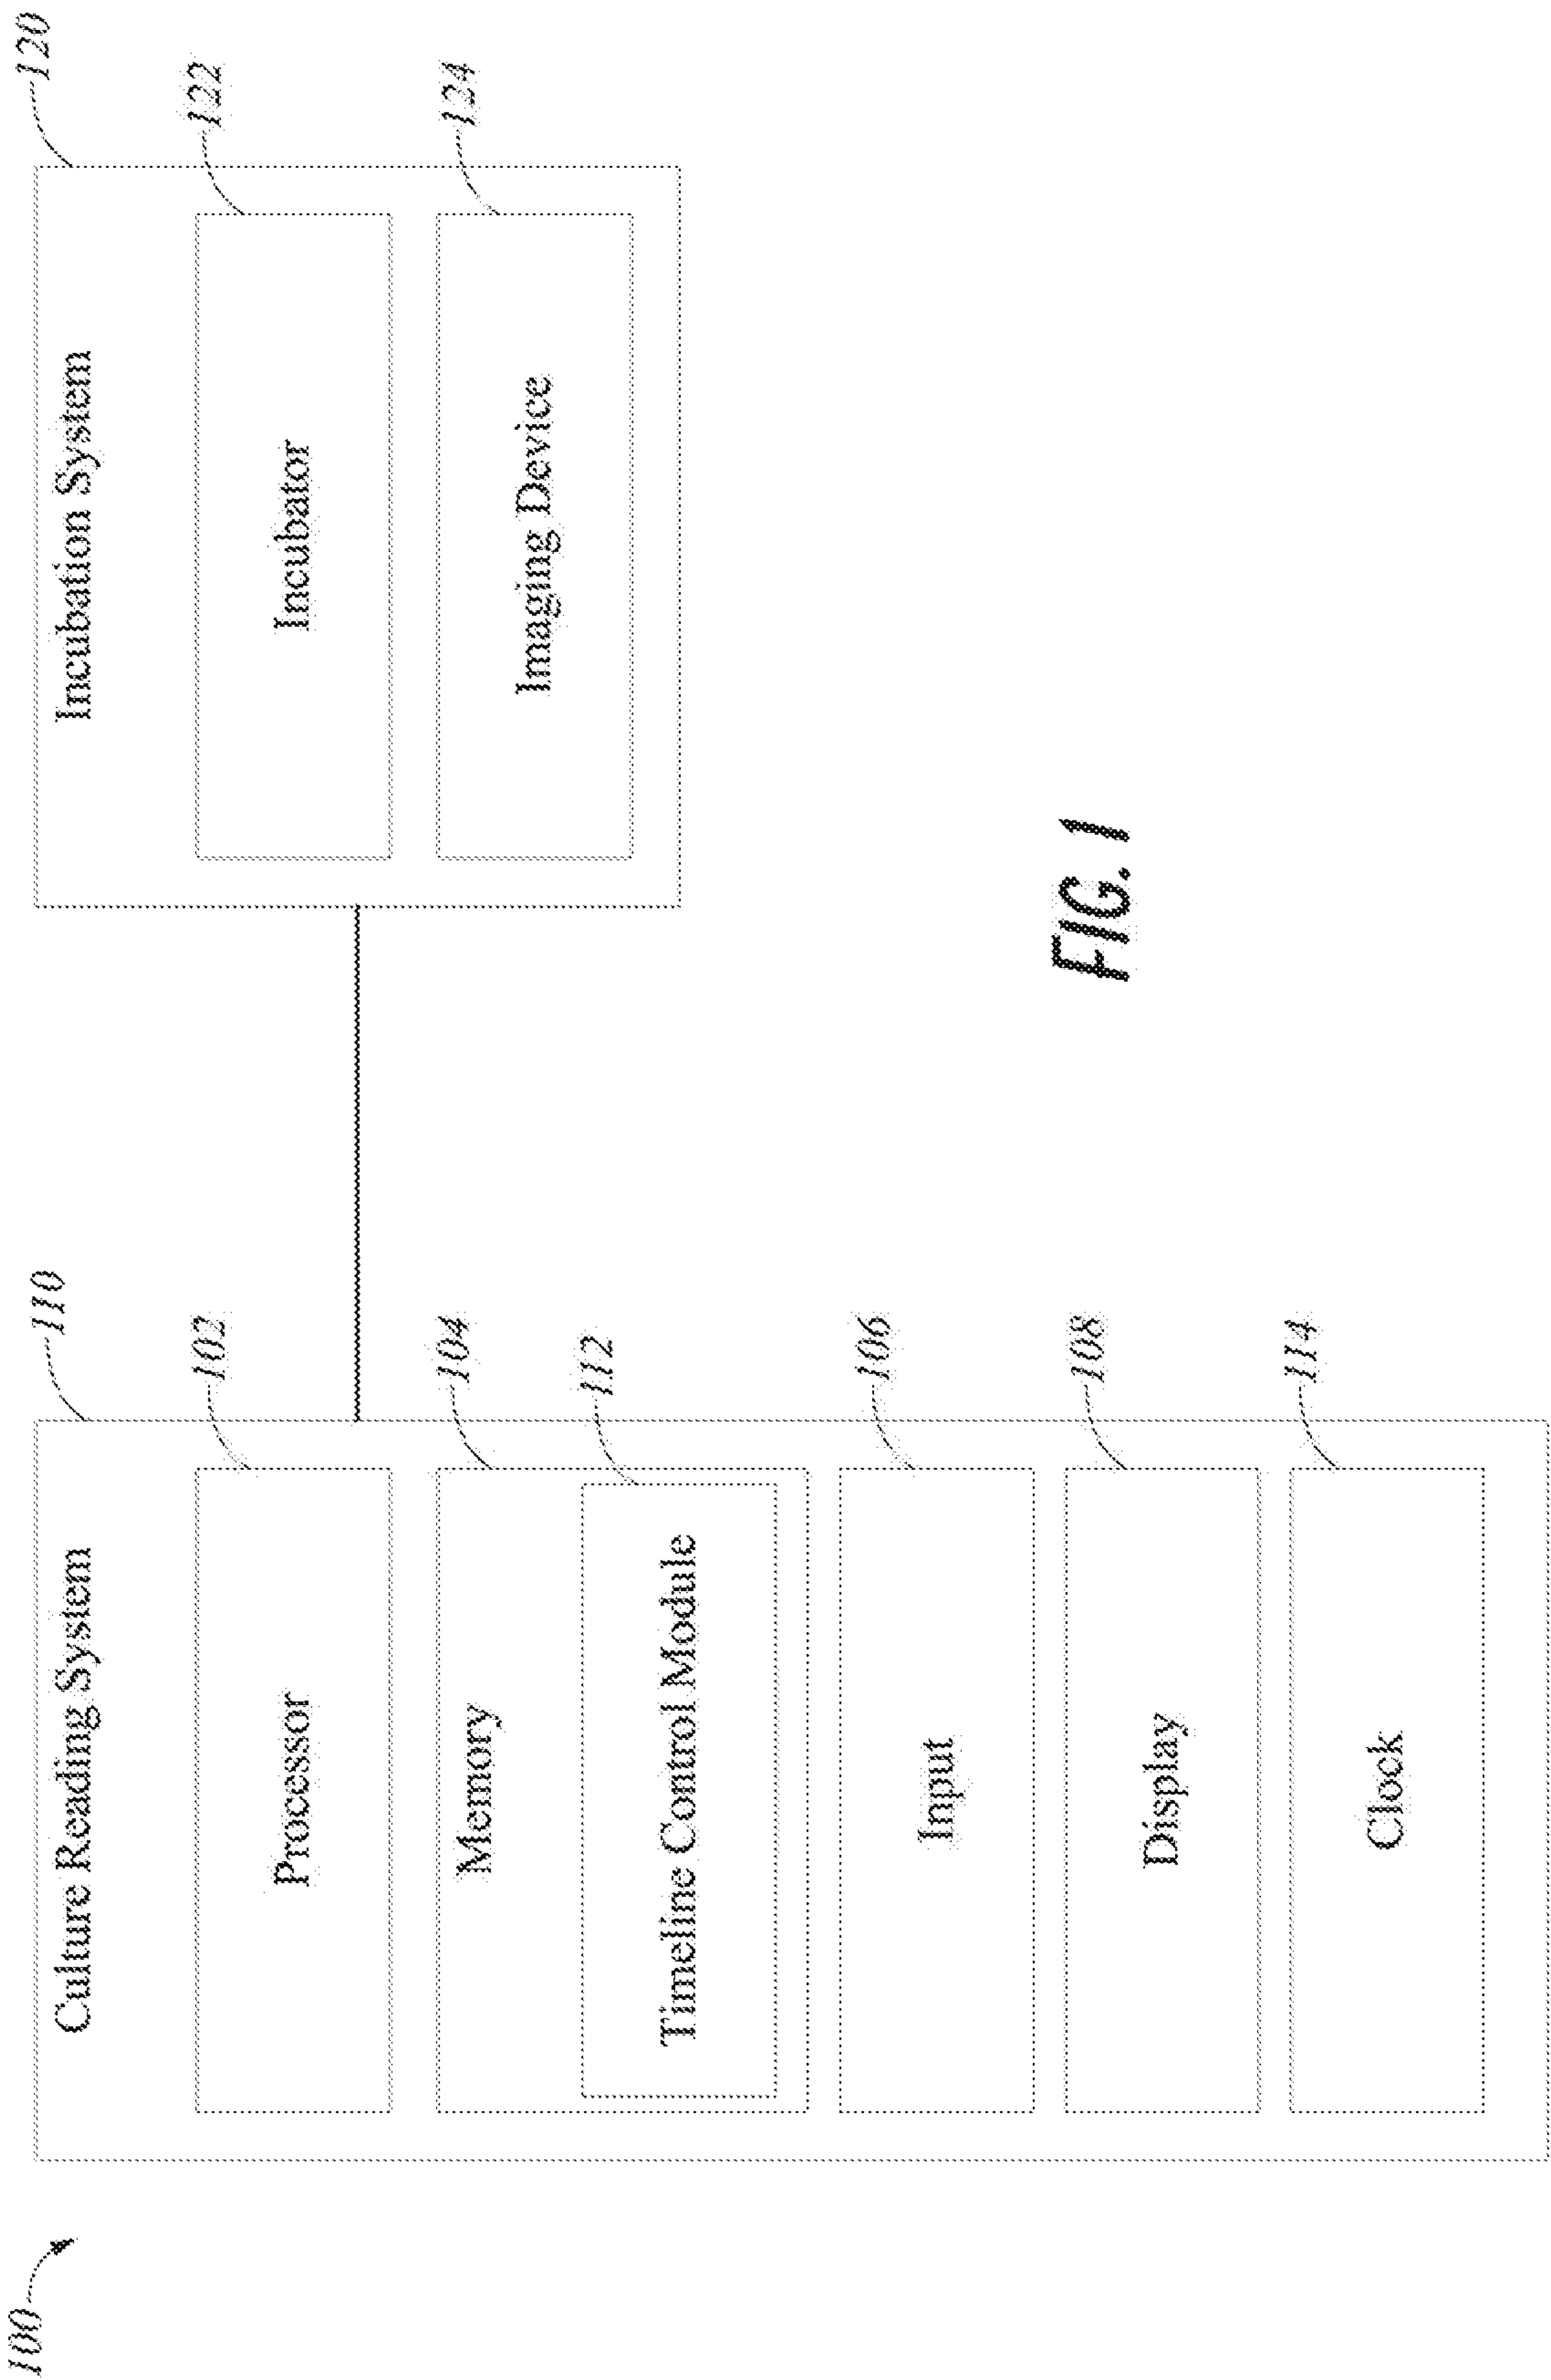 100
Culture Reading System
110
Processor
102
Memory
104
Timeline Control Module
112
Input
106
Display
108
Clock
114
Incubation System
120
Incubator
122
Imaging Device
124
FIG. 1